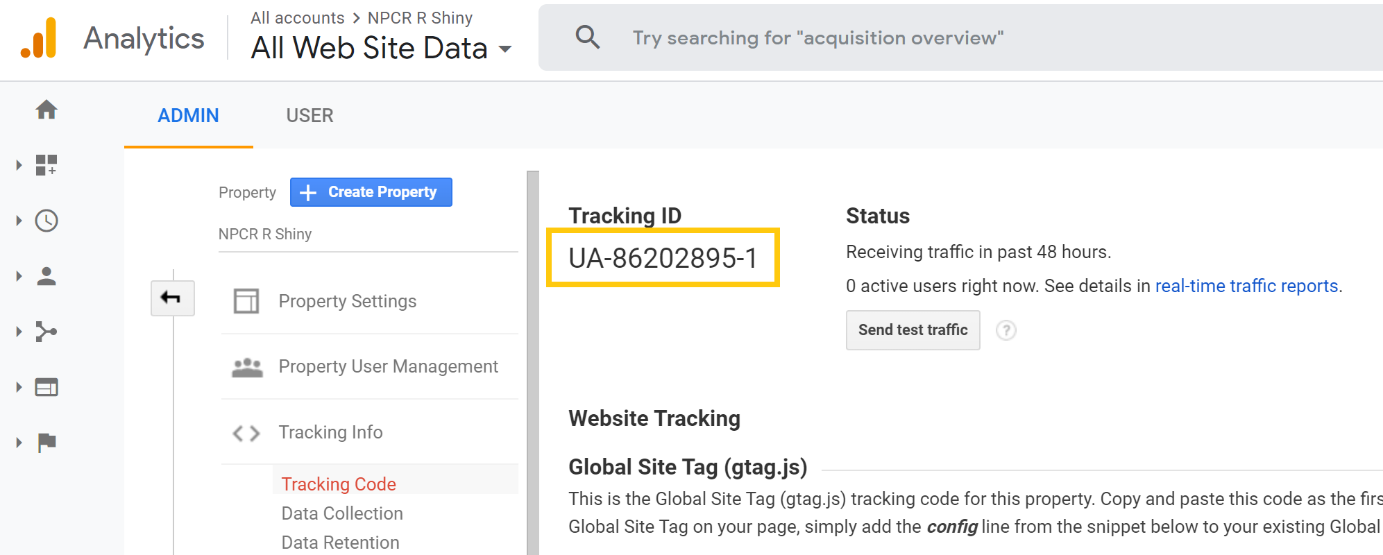 Analytics
All accounts > NPCR R Shiny
All Web Site Data
Try searching for "acquisition overview"
ADMIN USER
Property + Create Property
NPCR R Shiny
Property Settings
Property User Management
Tracking Info
Tracking Code
Data Collection
Data Retention
Tracking ID
UA-86202895-1
Status
Receiving traffic in past 48 hours.
0 active users right now. See details in real-time traffic reports.
Send test traffic ?
Website Tracking
Global Site Tag (gtag.js)
This is the Global Site Tag (gtag.js) tracking code for this property. Copy and paste this code as the firs
Global Site Tag on your page, simply add the config line from the snippet below to your existing Global